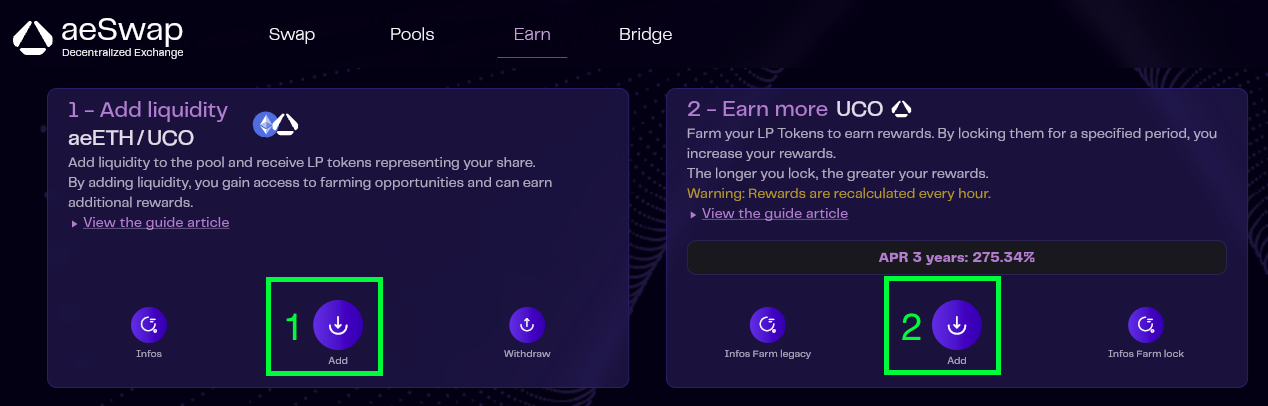 aeSwap
Decentralized Exchange
Swap
Pools
Earn
Bridge
1 - Add liquidity
aeETH / UCO
Add liquidity to the pool and receive LP tokens representing your share.
By adding liquidity, you gain access to farming opportunities and can earn
additional rewards.
View the guide article
1
Infos
Add
Withdraw
2 - Earn more UCO
Farm your LP Tokens to earn rewards. By locking them for a specified period, you
increase your rewards.
The longer you lock, the greater your rewards.
Warning: Rewards are recalculated every hour.
View the guide article
APR 3 years: 275.34%
2
Infos Farm legacy
Add
Infos Farm lock